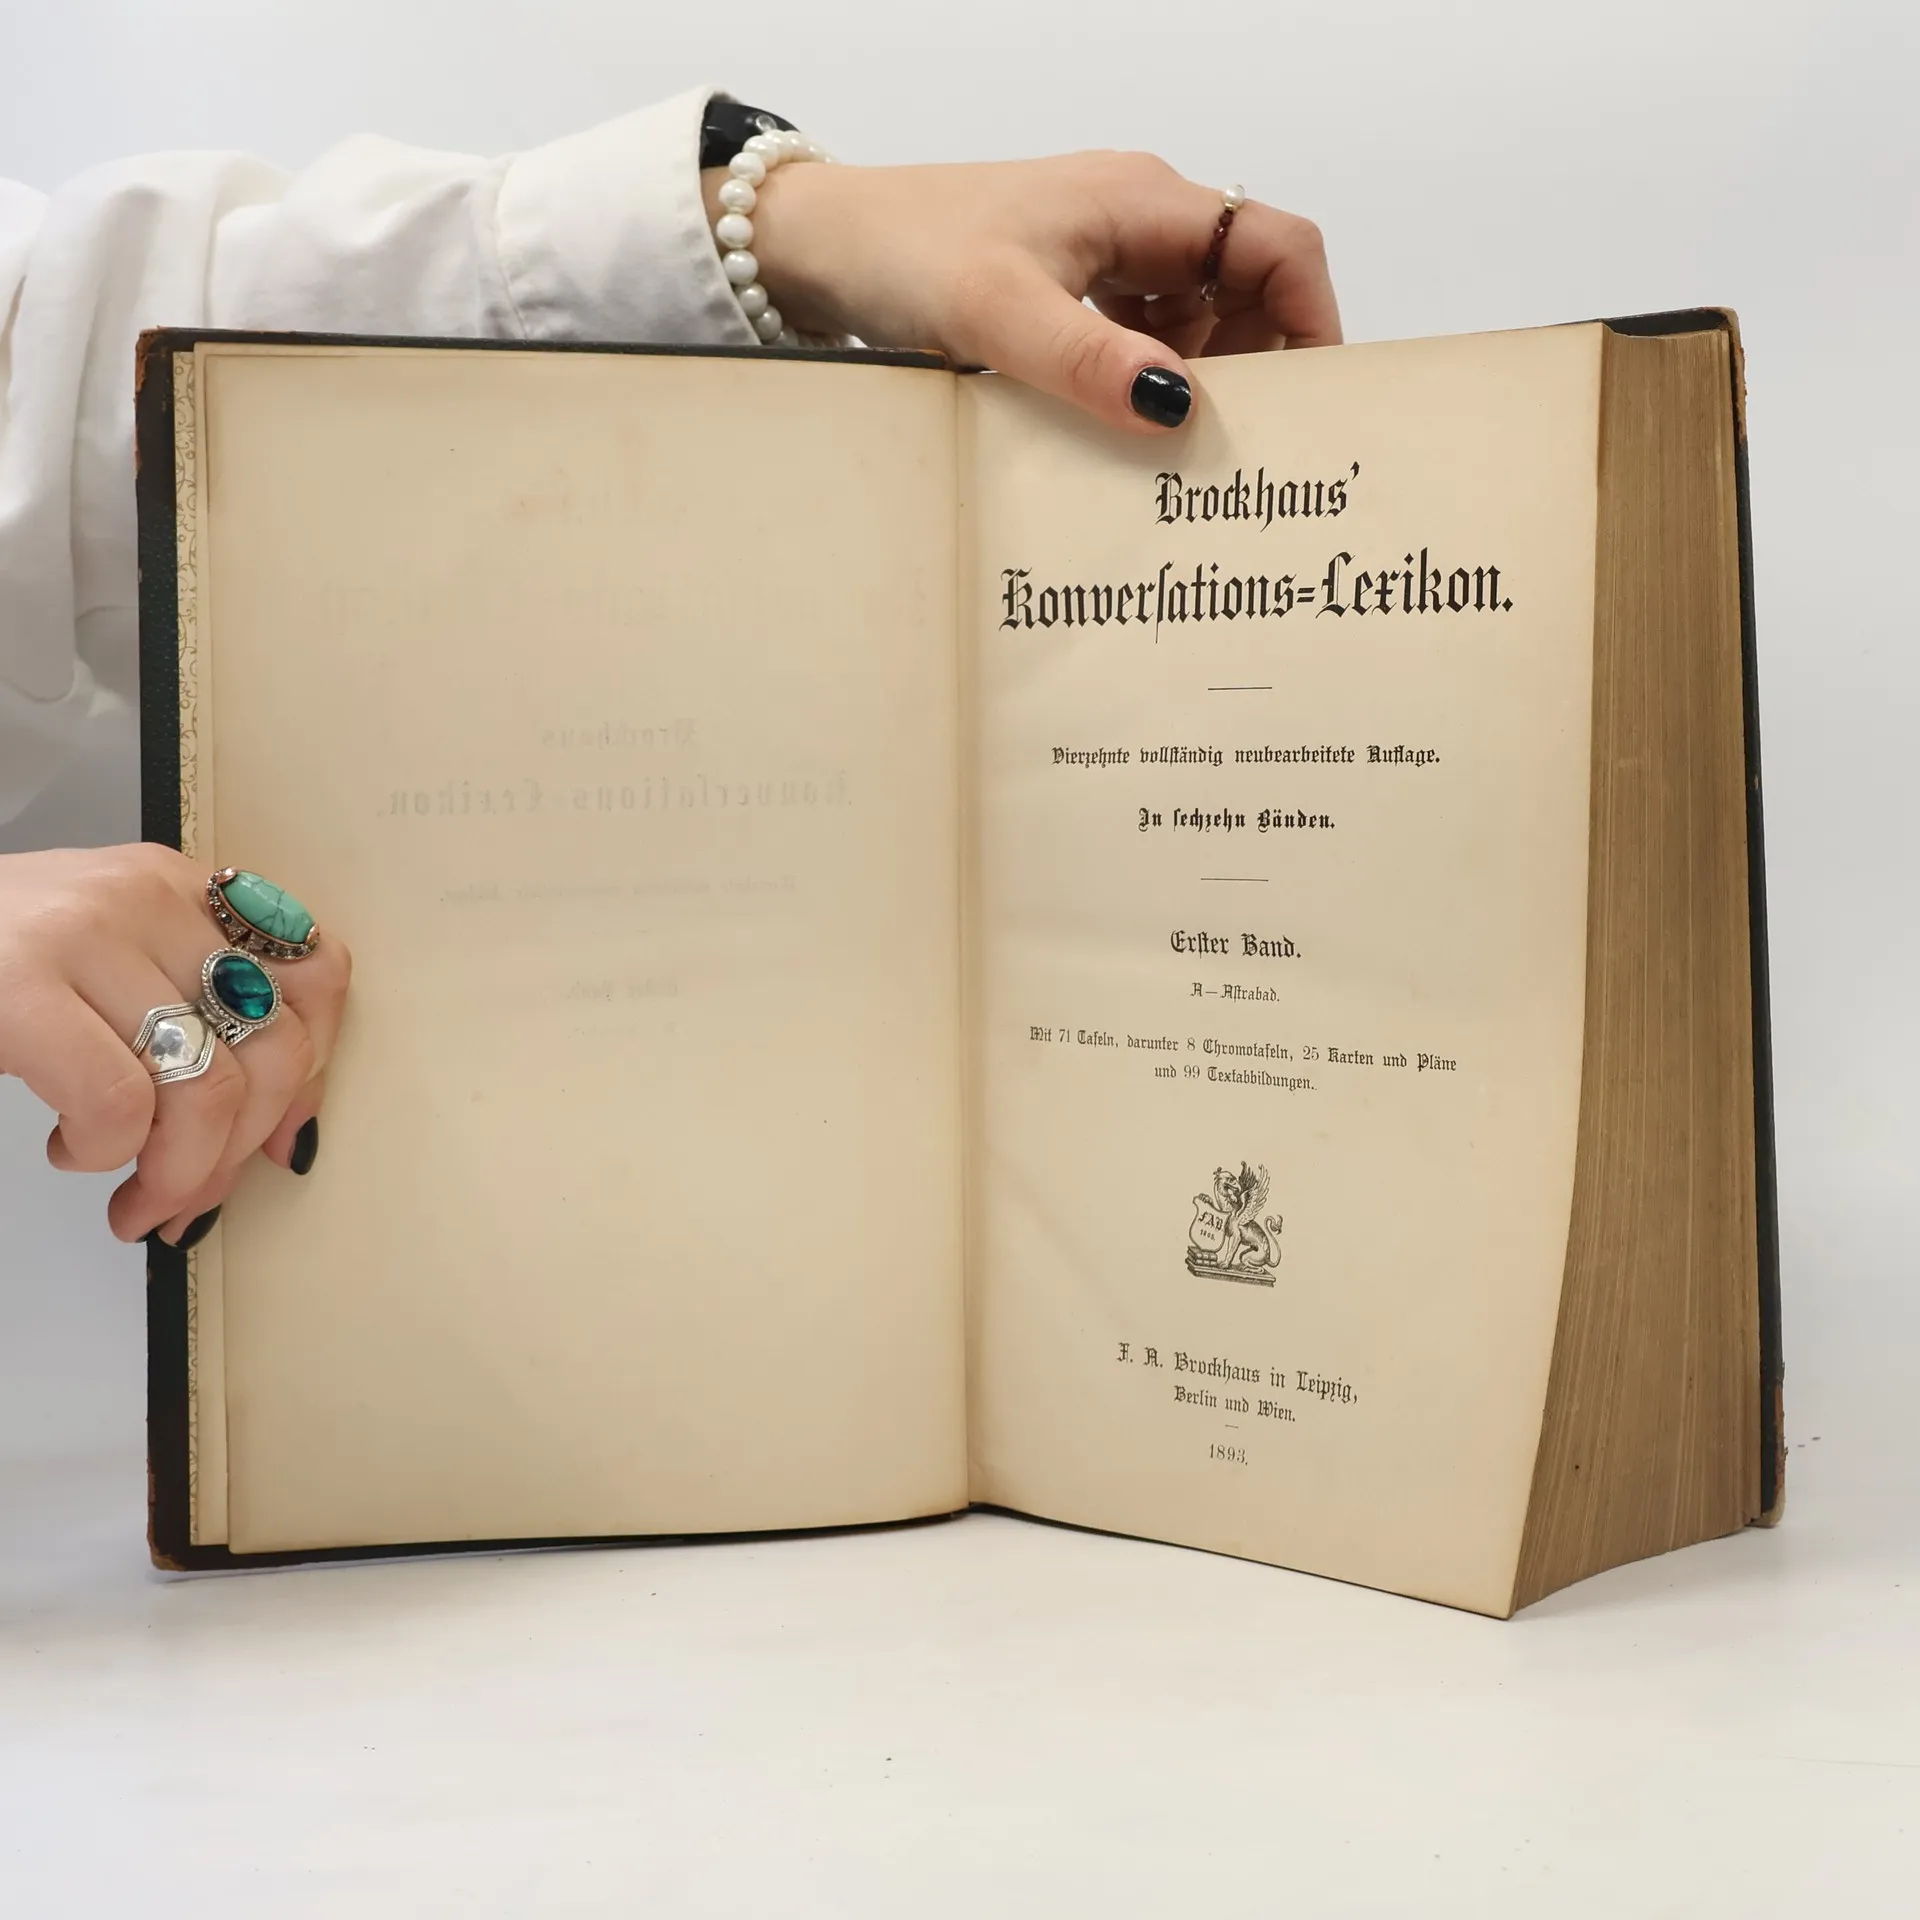 Brockhaus'
Konverſations=Lexikon.
Vierzehnte vollſtändig neubearbeitete Auflage.
In ſechzehn Bänden.
Erſter Band.
A—Aſtrabad.
Mit 71 Tafeln, darunter 8 Chromotafeln, 25 Karten und Pläne
und 99 Textabbildungen.
FAB
F. A. Brockhaus in Leipzig,
Berlin und Wien.
1893.